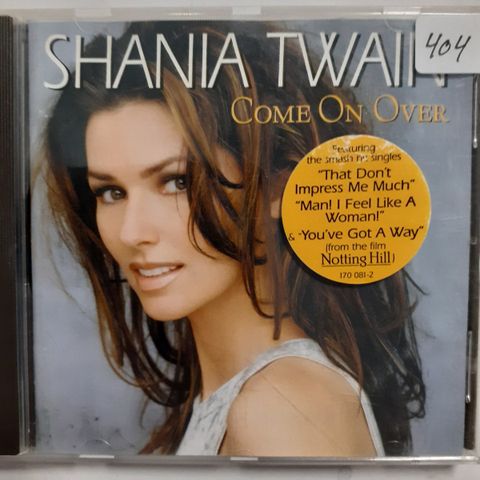 SHANIA TWAIN
404
COME ON OVER
Featuring
the smash hit singles
"That Don't
Impress Me Much"
"Man! I Feel Like A
Woman!"
& "You've Got A Way"
(from the film
Notting Hill)
170 081-2